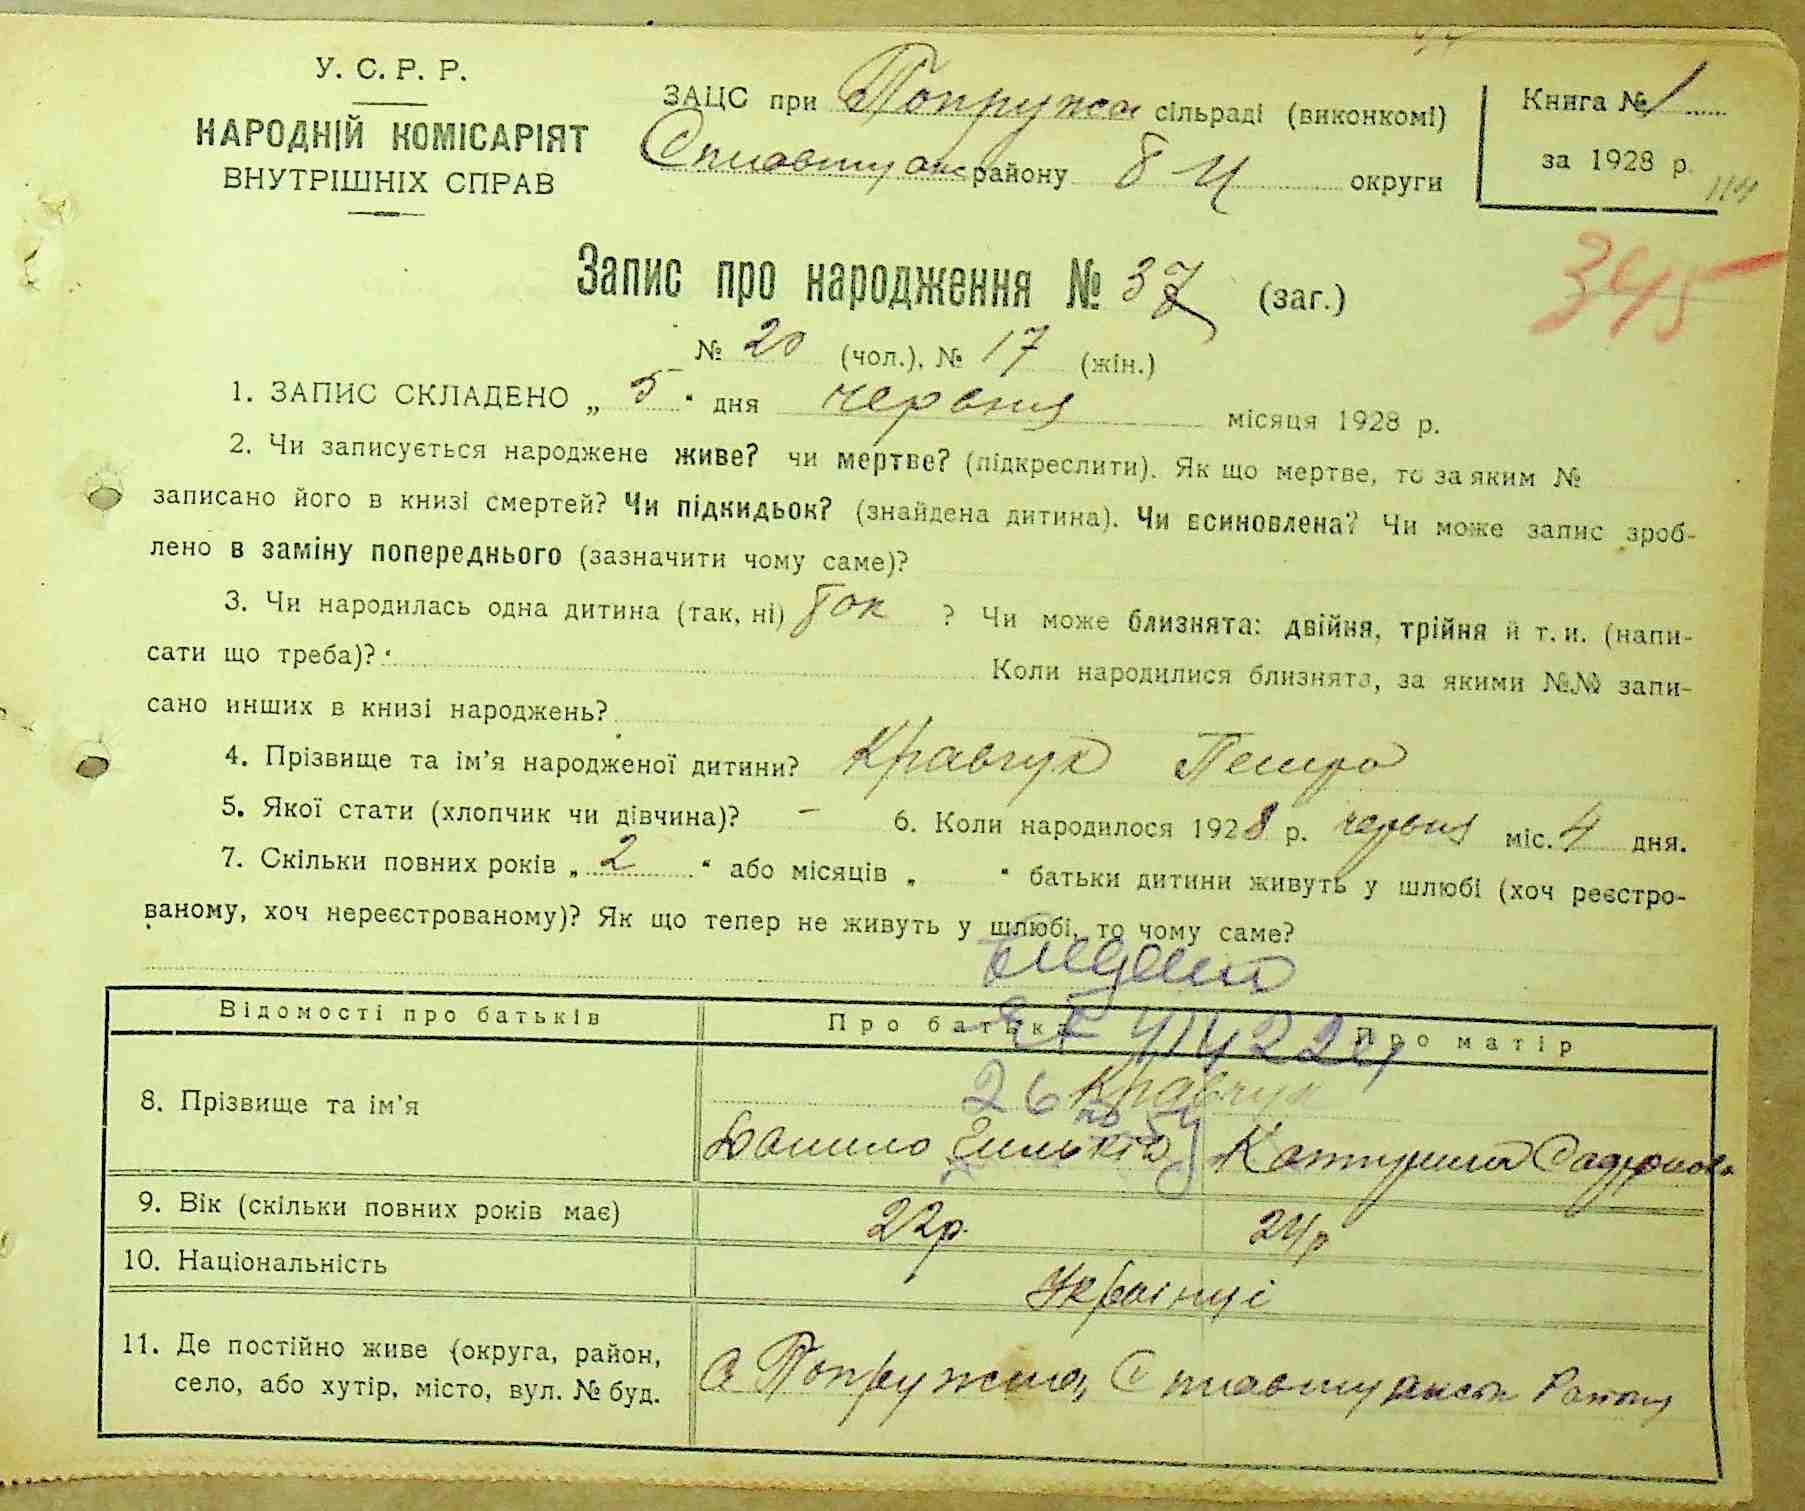 У. С. Р. Р.
НАРОДНІЙ КОМІСАРІЯТ
ВНУТРІШНІХ СПРАВ
ЗАЦС при Попружна сільраді (виконкомі)
району БЦ округи
Книга № 1
за 1928 р.
114
345
Запис про народження № 37 (заг.)
№ 20 (чол.), № 17 (жін.)
1. ЗАПИС СКЛАДЕНО „ 5 “ дня червня місяця 1928 р.
2. Чи записується народжене живе? чи мертве? (підкреслити). Як що мертве, то за яким №
записано його в книзі смертей? Чи підкидьок? (знайдена дитина). Чи всиновлена? Чи може запис зроб-
лено в заміну попереднього (зазначити чому саме)?
3. Чи народилась одна дитина (так, ні) так ? Чи може близнята: двійня, трійня й т. и. (напи-
сати що треба)? Коли народилися близнята, за якими №№ запи-
сано инших в книзі народжень?
4. Прізвище та ім’я народженої дитини? Кравчук Петро
5. Якої стати (хлопчик чи дівчина)? – 6. Коли народилося 1928 р. червня міс. 4 дня.
7. Скільки повних років „ 2 “ або місяців „ “ батьки дитини живуть у шлюбі (хоч реєстро-
ваному, хоч нереєстрованому)? Як що тепер не живуть у шлюбі, то чому саме?
Відомості про батьків Про батька Про матір
8. Прізвище та ім’я Кравчук
Данило Катерина
9. Вік (скільки повних років має) 22р. 24р
10. Національність Українці
11. Де постійно живе (округа, район,
село, або хутір, місто, вул. № буд.
с Попружна, Району